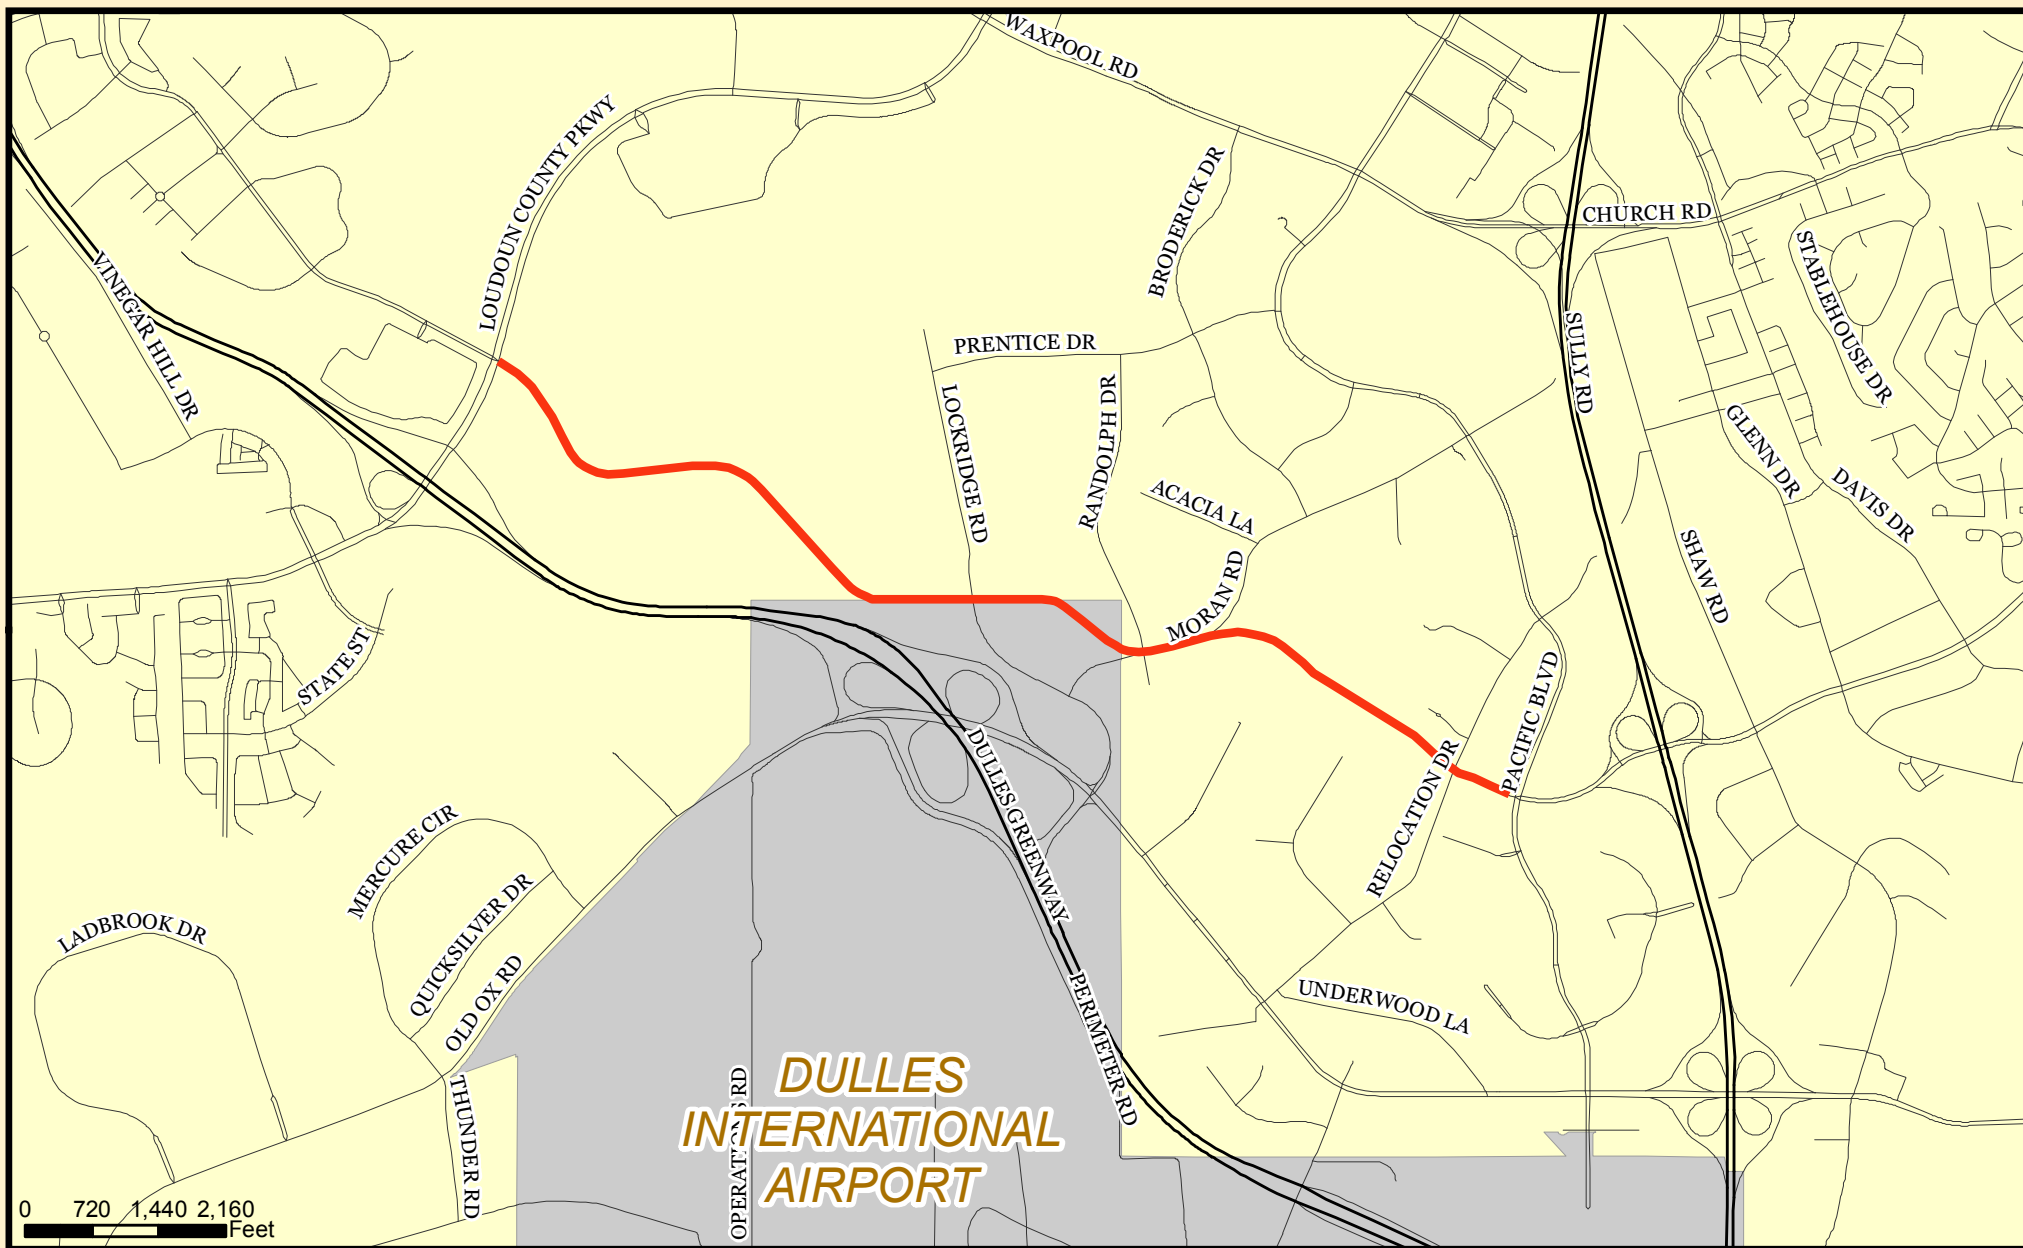 WAXPOOL RD
LOUDOUN COUNTY PKWY
BRODERICK DR
CHURCH RD
STABLEHOUSE DR
VINEGAR HILL DR
PRENTICE DR
SULLY RD
LOCKRIDGE RD
RANDOLPH DR
GLENN DR
DAVIS DR
ACACIA LA
MORAN RD
SHAW RD
STATE ST
PACIFIC BLVD
RELOCATION DR
DULLES GREENWAY
MERCURE CIR
QUICKSILVER DR
LADBROOK DR
OLD OX RD
UNDERWOOD LA
PERIMETER RD
THUNDER RD
OPERATIONS RD
DULLES
INTERNATIONAL
AIRPORT
0 720 1,440 2,160
Feet